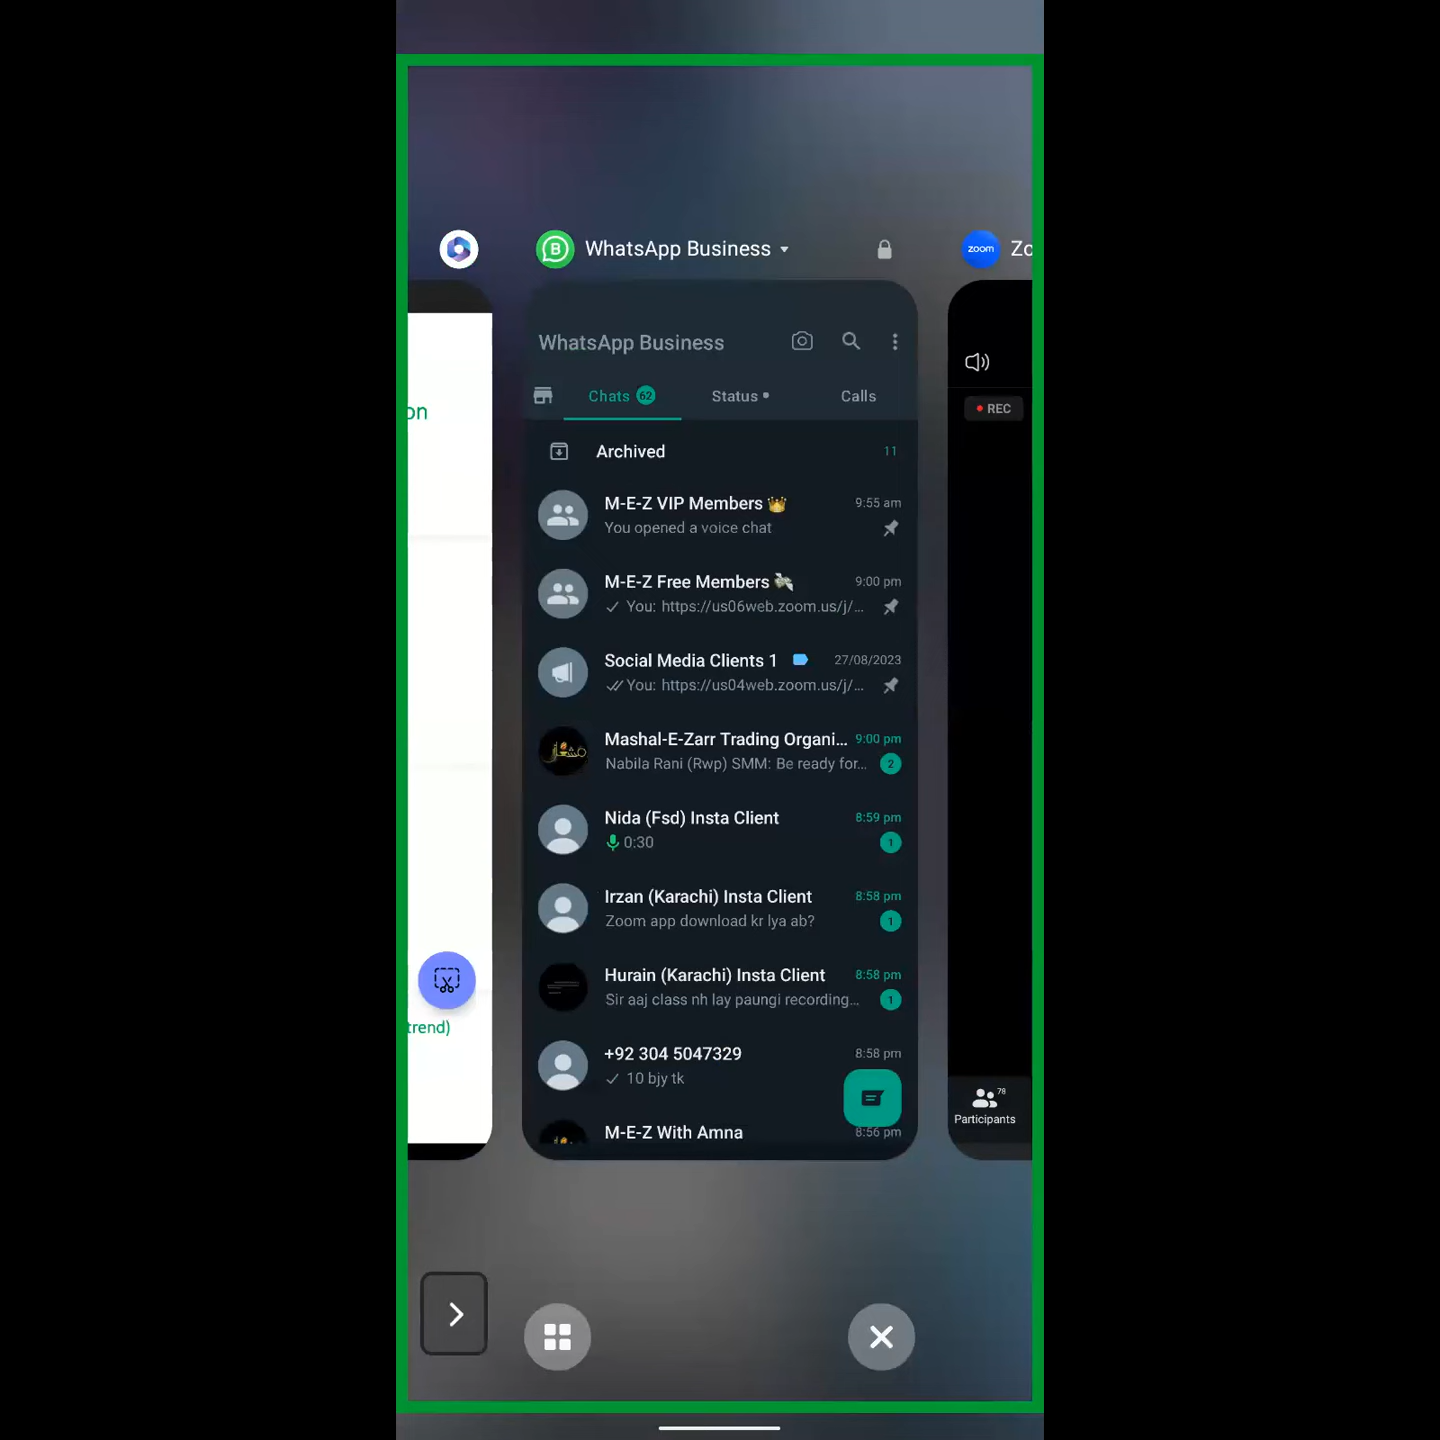 WhatsApp Business
zoom
Zo
on
WhatsApp Business
Chats 62
Status
Calls
REC
Archived
11
M-E-Z VIP Members 👑
9:55 am
You opened a voice chat
M-E-Z Free Members 💸
9:00 pm
You: https://us06web.zoom.us/j/...
Social Media Clients 1
27/08/2023
You: https://us04web.zoom.us/j/...
Mashal-E-Zarr Trading Organi...
9:00 pm
Nabila Rani (Rwp) SMM: Be ready for...
2
Nida (Fsd) Insta Client
8:59 pm
0:30
1
Irzan (Karachi) Insta Client
8:58 pm
Zoom app download kr lya ab?
1
Hurain (Karachi) Insta Client
8:58 pm
Sir aaj class nh lay paungi recording...
1
trend)
+92 304 5047329
8:58 pm
10 bjy tk
78
Participants
M-E-Z With Amna
8:56 pm